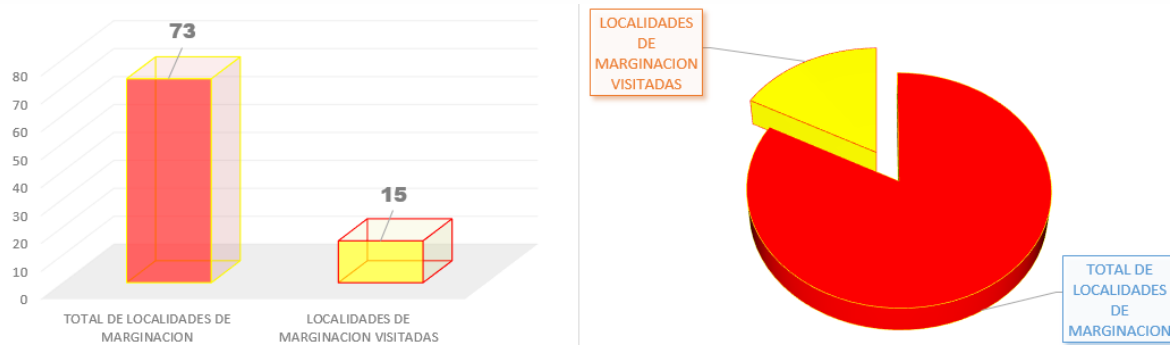 73
15
80
70
60
50
40
30
20
10
0
TOTAL DE LOCALIDADES DE
MARGINACION
LOCALIDADES DE
MARGINACION VISITADAS
LOCALIDADES
DE
MARGINACION
VISITADAS
TOTAL DE
LOCALIDADES
DE
MARGINACION